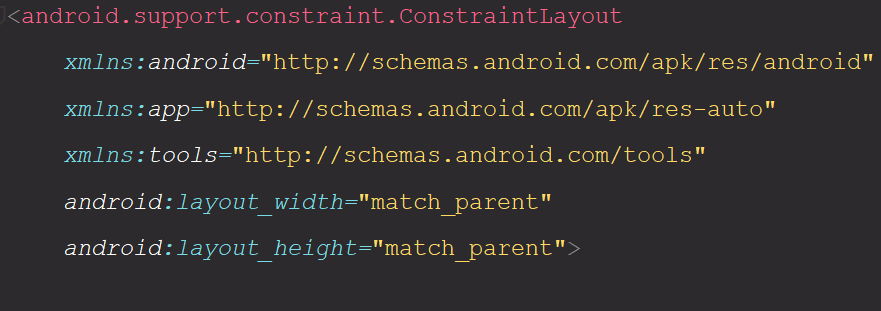 <android.support.constraint.ConstraintLayout
xmlns:android="http://schemas.android.com/apk/res/android"
xmlns:app="http://schemas.android.com/apk/res-auto"
xmlns:tools="http://schemas.android.com/tools"
android:layout_width="match_parent"
android:layout_height="match_parent">